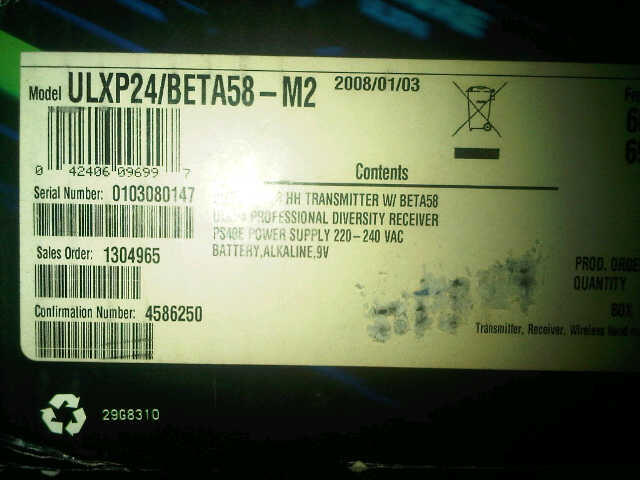 Model ULXP24/BETA58-M2 2008/01/03
0 42406 09699 7
Serial Number: 0103080147
Sales Order: 1304965
Confirmation Number: 4586250
Contents
HH TRANSMITTER W/ BETA58
PROFESSIONAL DIVERSITY RECEIVER
PS40E POWER SUPPLY 220-240 VAC
BATTERY,ALKALINE,9V
PROD. ORDE
QUANTITY
BOX
Transmitter, Receiver, Wireless hand
29G8310